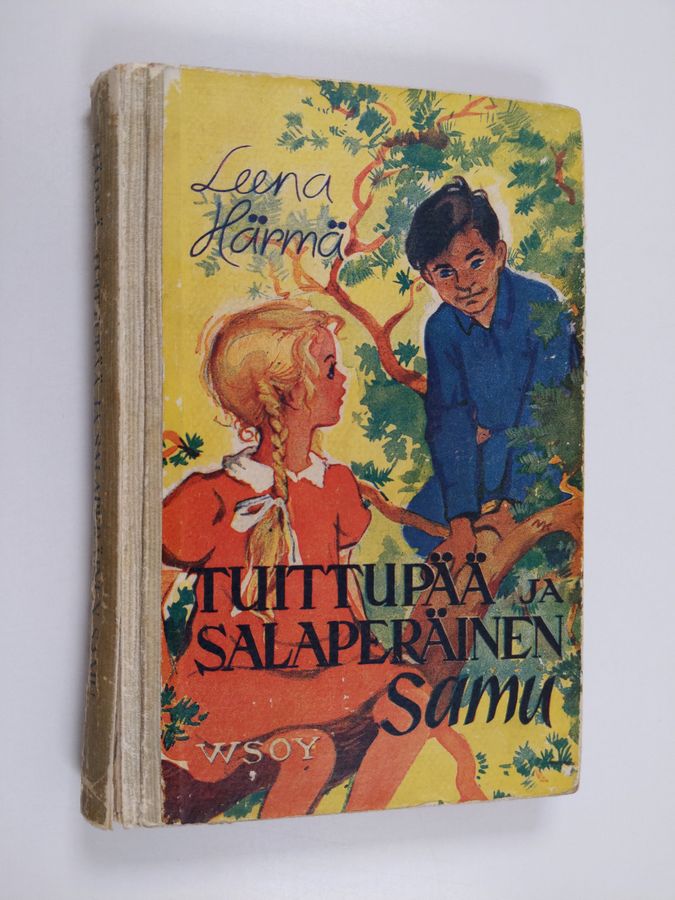 Leena
Härmä
TUITTUPÄÄ JA
SALAPERÄINEN
Samu
WSOY